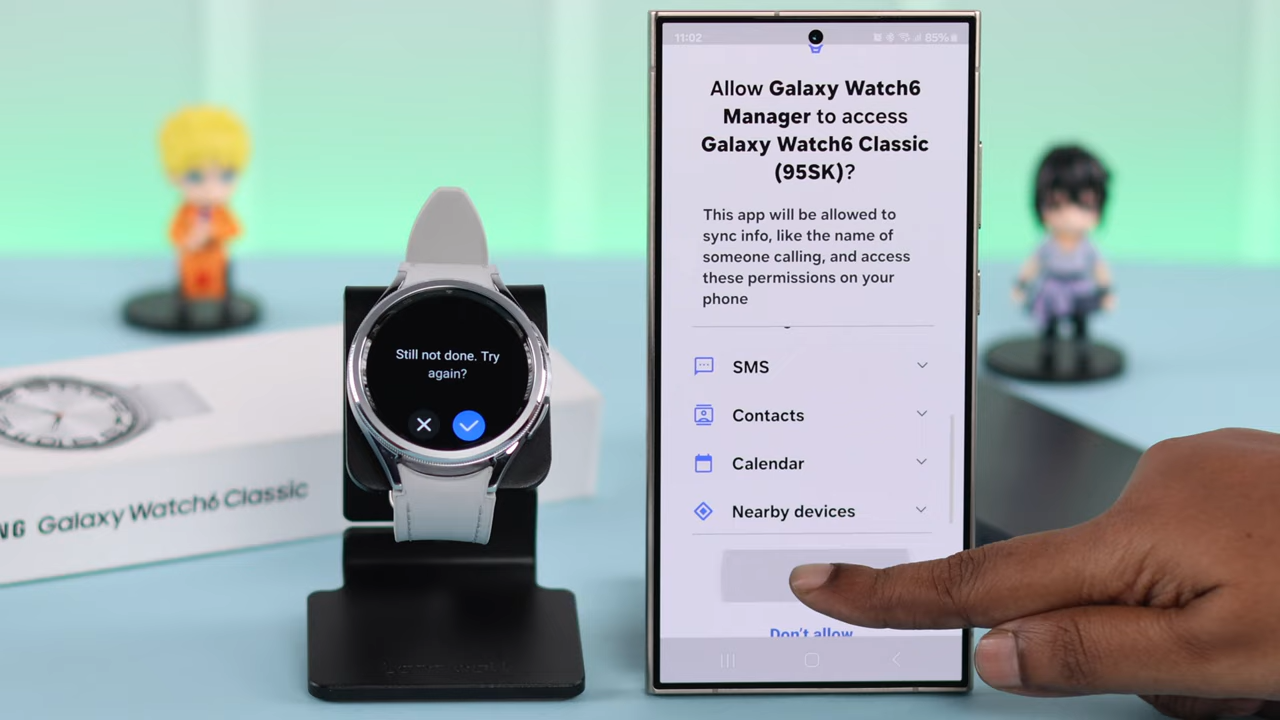 11:02
85%
Allow Galaxy Watch6
Manager to access
Galaxy Watch6 Classic
(95SK)?
This app will be allowed to
sync info, like the name of
someone calling, and access
these permissions on your
phone
SMS
Contacts
Calendar
Nearby devices
Don't allow
Still not done. Try
again?
NG Galaxy Watch6 Classic